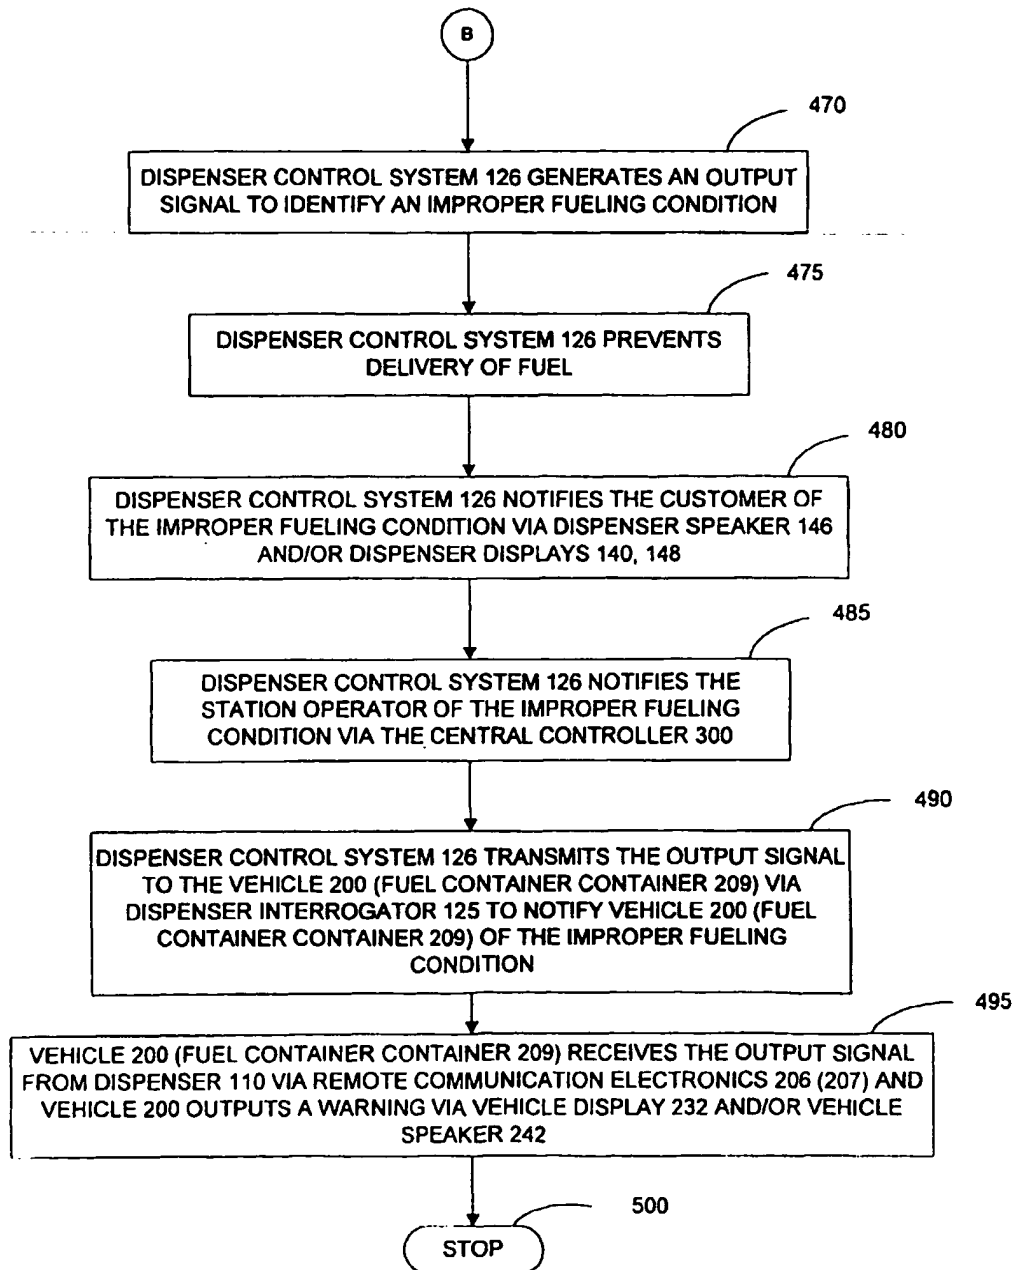 B
470
DISPENSER CONTROL SYSTEM 126 GENERATES AN OUTPUT
SIGNAL TO IDENTIFY AN IMPROPER FUELING CONDITION
475
DISPENSER CONTROL SYSTEM 126 PREVENTS
DELIVERY OF FUEL
480
DISPENSER CONTROL SYSTEM 126 NOTIFIES THE CUSTOMER OF
THE IMPROPER FUELING CONDITION VIA DISPENSER SPEAKER 146
AND/OR DISPENSER DISPLAYS 140, 148
485
DISPENSER CONTROL SYSTEM 126 NOTIFIES THE
STATION OPERATOR OF THE IMPROPER FUELING
CONDITION VIA THE CENTRAL CONTROLLER 300
490
DISPENSER CONTROL SYSTEM 126 TRANSMITS THE OUTPUT SIGNAL
TO THE VEHICLE 200 (FUEL CONTAINER CONTAINER 209) VIA
DISPENSER INTERROGATOR 125 TO NOTIFY VEHICLE 200 (FUEL
CONTAINER CONTAINER 209) OF THE IMPROPER FUELING
CONDITION
495
VEHICLE 200 (FUEL CONTAINER CONTAINER 209) RECEIVES THE OUTPUT SIGNAL
FROM DISPENSER 110 VIA REMOTE COMMUNICATION ELECTRONICS 206 (207) AND
VEHICLE 200 OUTPUTS A WARNING VIA VEHICLE DISPLAY 232 AND/OR VEHICLE
SPEAKER 242
500
STOP